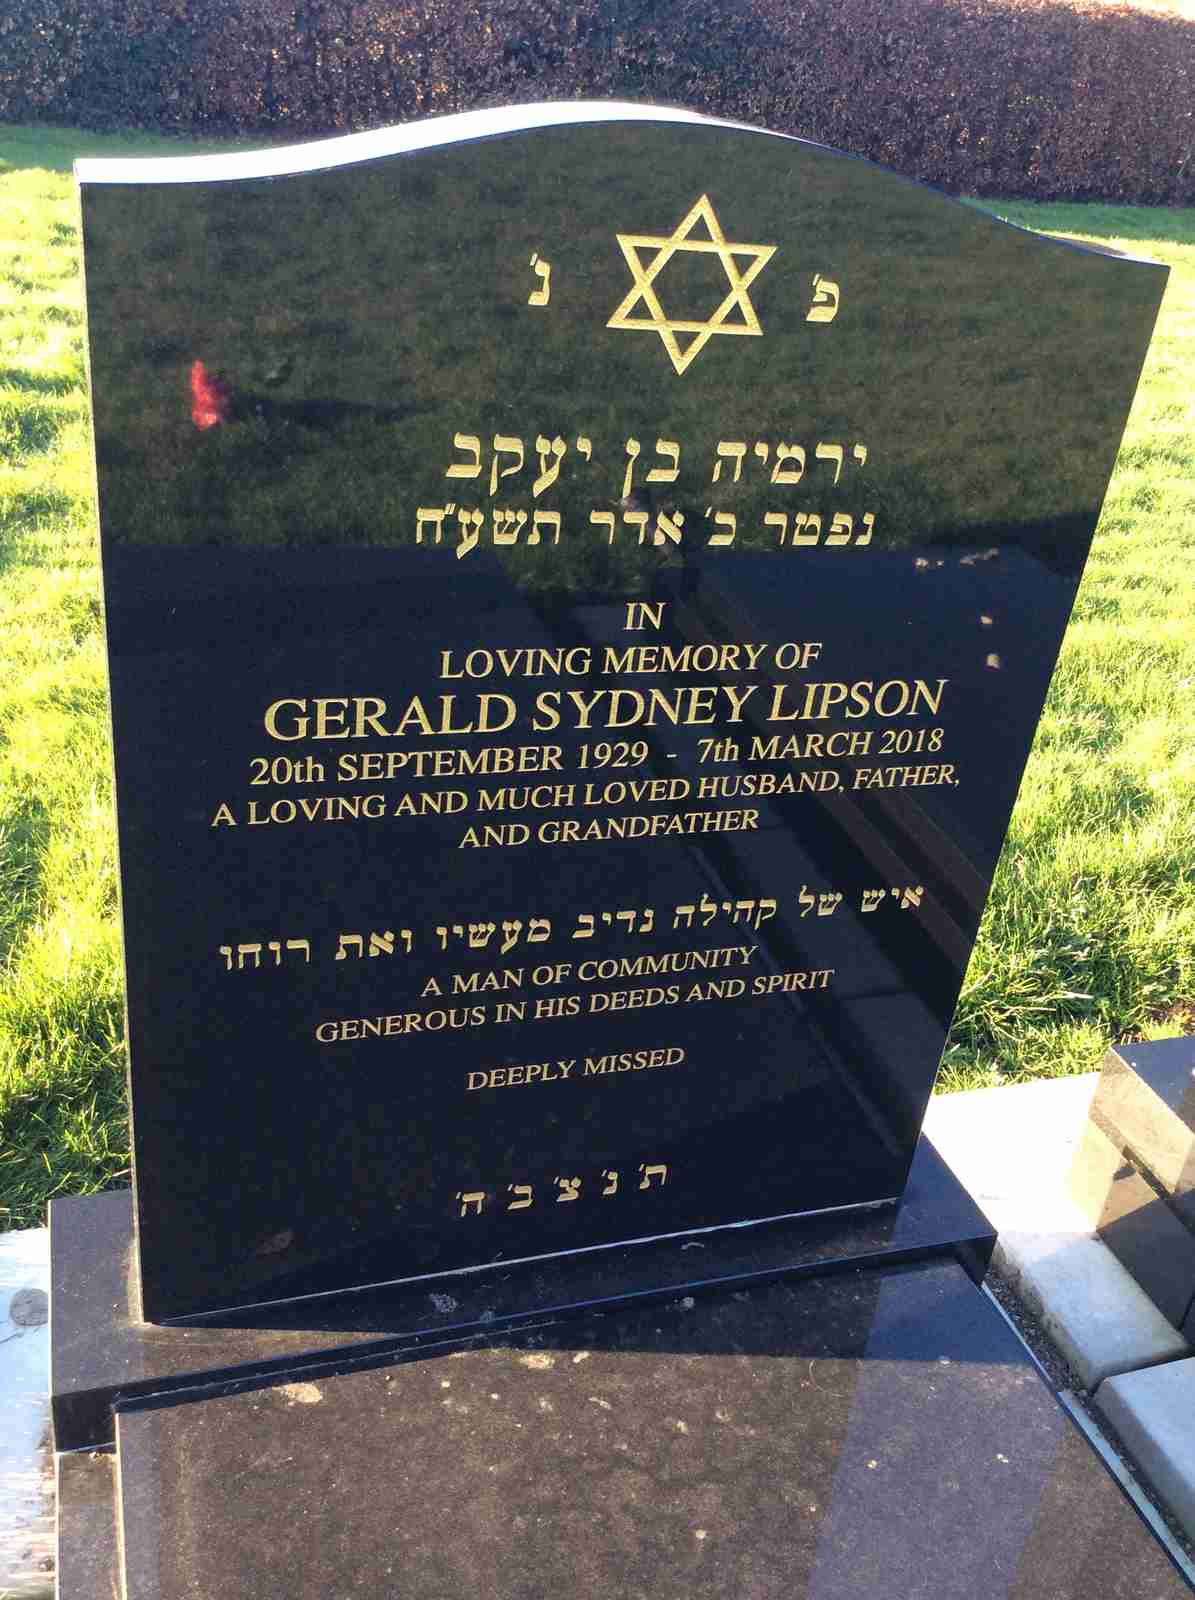 פ' נ'
ירמיה בן יעקב
נפטר כ' אדר תשע"ח
IN
LOVING MEMORY OF
GERALD SYDNEY LIPSON
20th SEPTEMBER 1929 - 7th MARCH 2018
A LOVING AND MUCH LOVED HUSBAND, FATHER,
AND GRANDFATHER
איש של קהילה נדיב מעשיו ואת רוחו
A MAN OF COMMUNITY
GENEROUS IN HIS DEEDS AND SPIRIT
DEEPLY MISSED
ת' נ' צ' ב' ה'